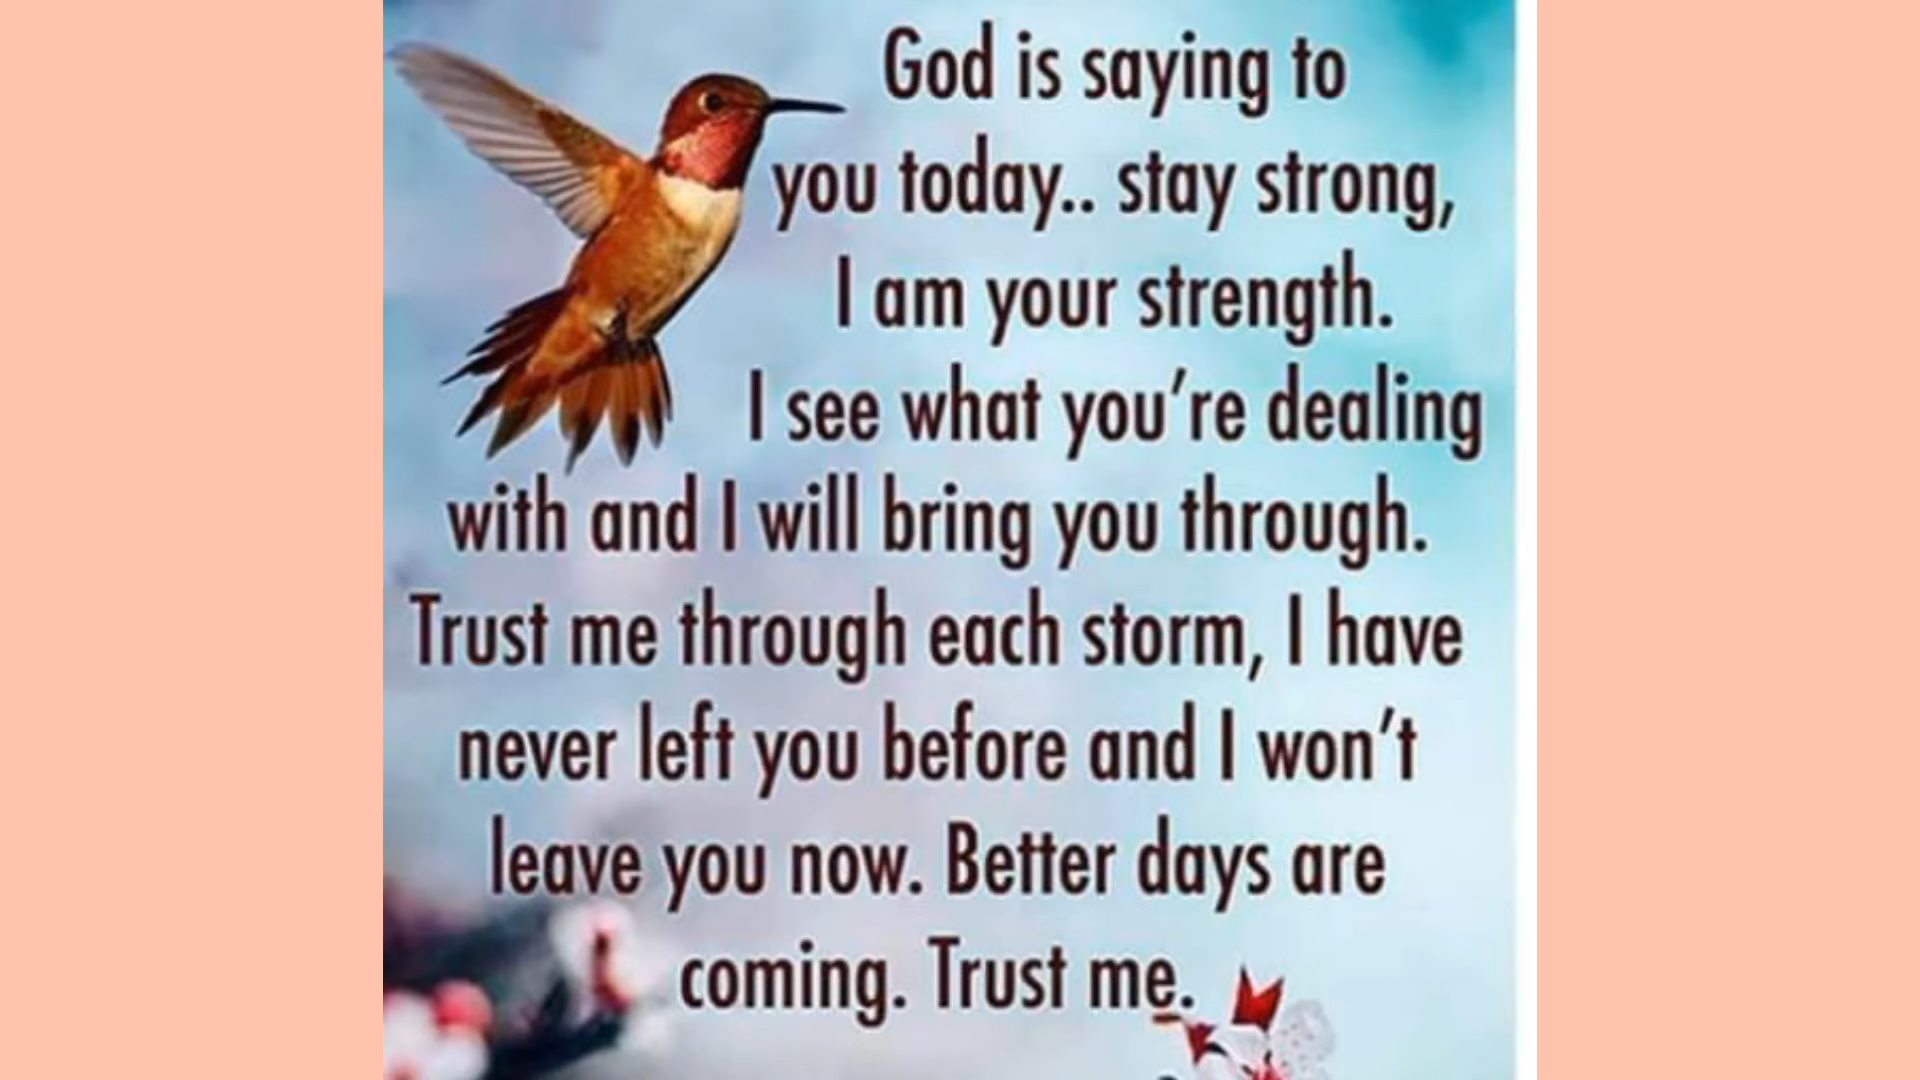 God is saying to
you today.. stay strong,
I am your strength.
I see what you’re dealing
with and I will bring you through.
Trust me through each storm, I have
never left you before and I won’t
leave you now. Better days are
coming. Trust me.